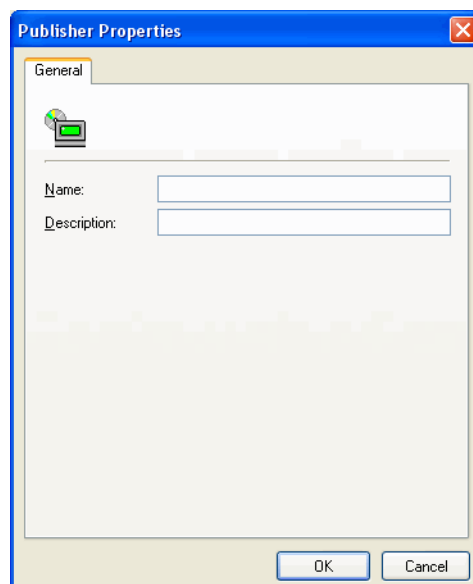 Publisher Properties
General
Name:
Description:
OK Cancel